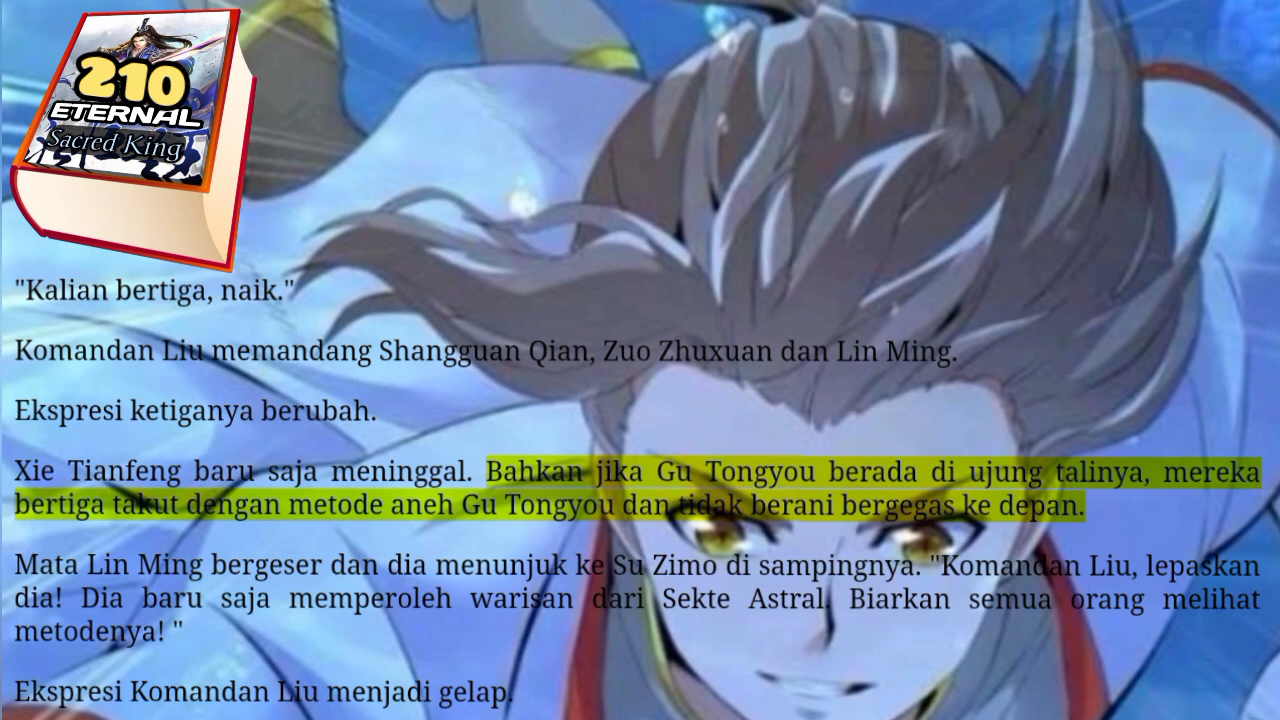 210
ETERNAL
Sacred King
"Kalian bertiga, naik."
Komandan Liu memandang Shangguan Qian, Zuo Zhuxuan dan Lin Ming.
Ekspresi ketiganya berubah.
Xie Tianfeng baru saja meninggal. Bahkan jika Gu Tongyou berada di ujung talinya, mereka
bertiga takut dengan metode aneh Gu Tongyou dan tidak berani bergegas ke depan.
Mata Lin Ming bergeser dan dia menunjuk ke Su Zimo di sampingnya. "Komandan Liu, lepaskan
dia! Dia baru saja memperoleh warisan dari Sekte Astral. Biarkan semua orang melihat
metodenya! "
Ekspresi Komandan Liu menjadi gelap.